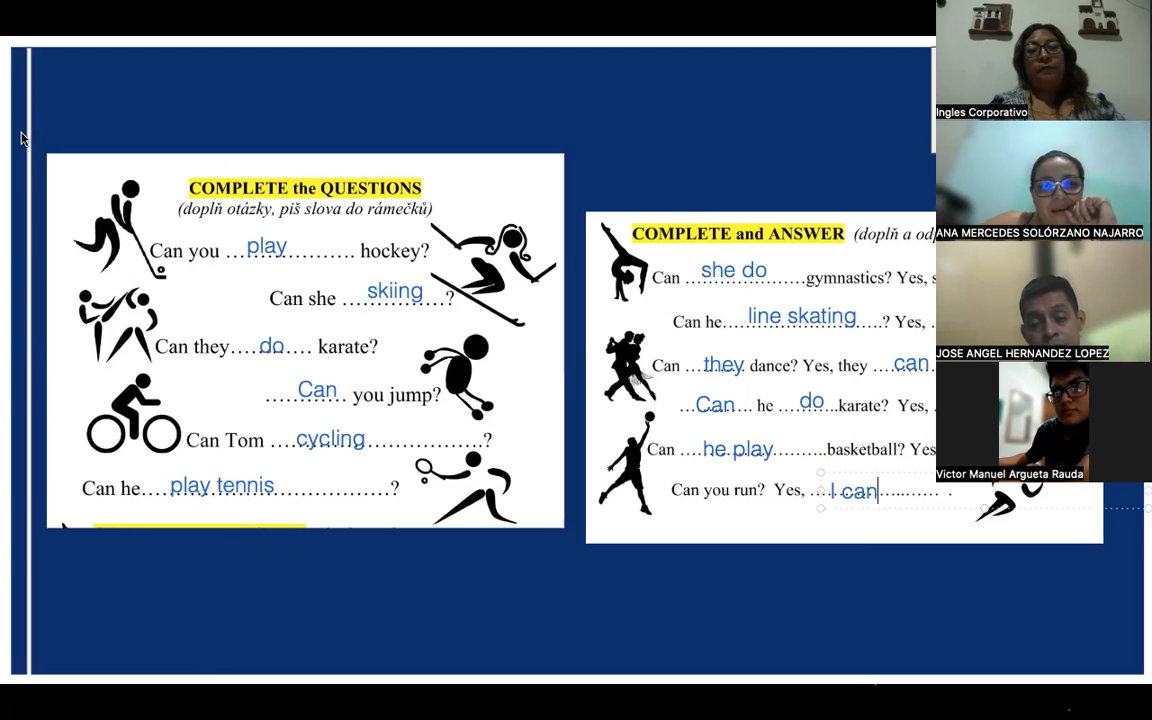 COMPLETE the QUESTIONS
(doplň otázky, piš slova do rámečků)
Can you …play……………. hockey?
Can she …skiing…?
Can they….do…. karate?
…Can…. you jump?
Can Tom …cycling……………….?
Can he…play tennis……………….?
COMPLETE and ANSWER (doplň a od
Can …she do………gymnastics? Yes, s
Can he…line skating…..? Yes, .
Can …they dance? Yes, they …can.
…Can…. he …do...karate? Yes, .
Can ….he play……..basketball? Yes
Can you run? Yes, …I can…..…… .
Ingles Corporativo
ANA MERCEDES SOLÓRZANO NAJARRO
JOSE ANGEL HERNANDEZ LOPEZ
Victor Manuel Argueta Rauda